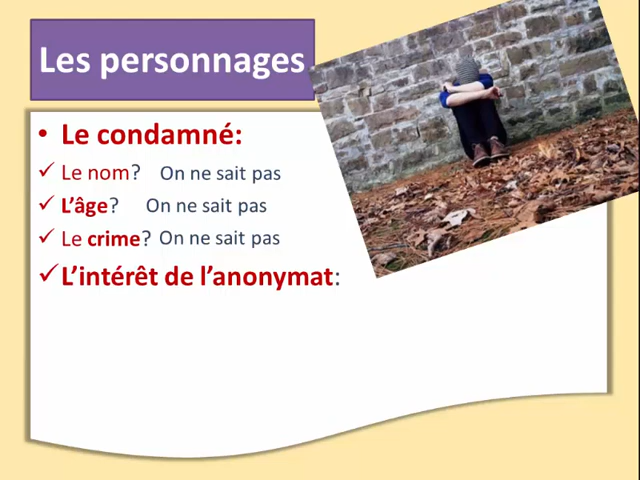 Les personnages
• Le condamné:
✓ Le nom? On ne sait pas
✓ L'âge? On ne sait pas
✓ Le crime? On ne sait pas
✓ L'intérêt de l'anonymat: